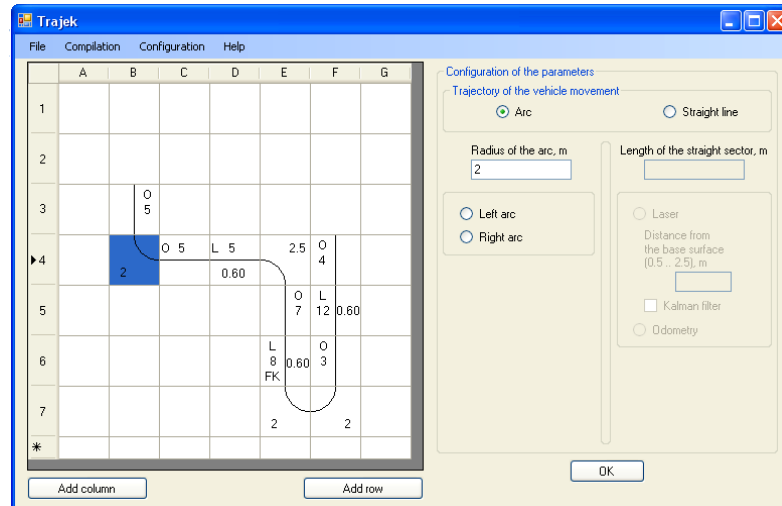 Trajek
File Compilation Configuration Help
A B C D E F G
1
2
3 O
5
4 2 O 5 L 5 0.60 2.5 O
4
5 O
7 L
12 0.60
6 L
8
FK 0.60 O
3
7 2 2
*
Add column Add row
Configuration of the parameters
Trajectory of the vehicle movement
Arc Straight line
Radius of the arc, m
2
Left arc
Right arc
Length of the straight sector, m
Laser
Distance from
the base surface
(0.5 .. 2.5), m
Kalman filter
Odometry
OK